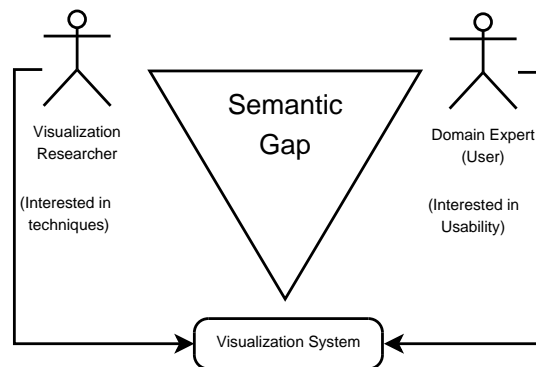 Semantic
Gap
Visualization
Researcher
(Interested in
techniques)
Domain Expert
(User)
(Interested in
Usability)
Visualization System